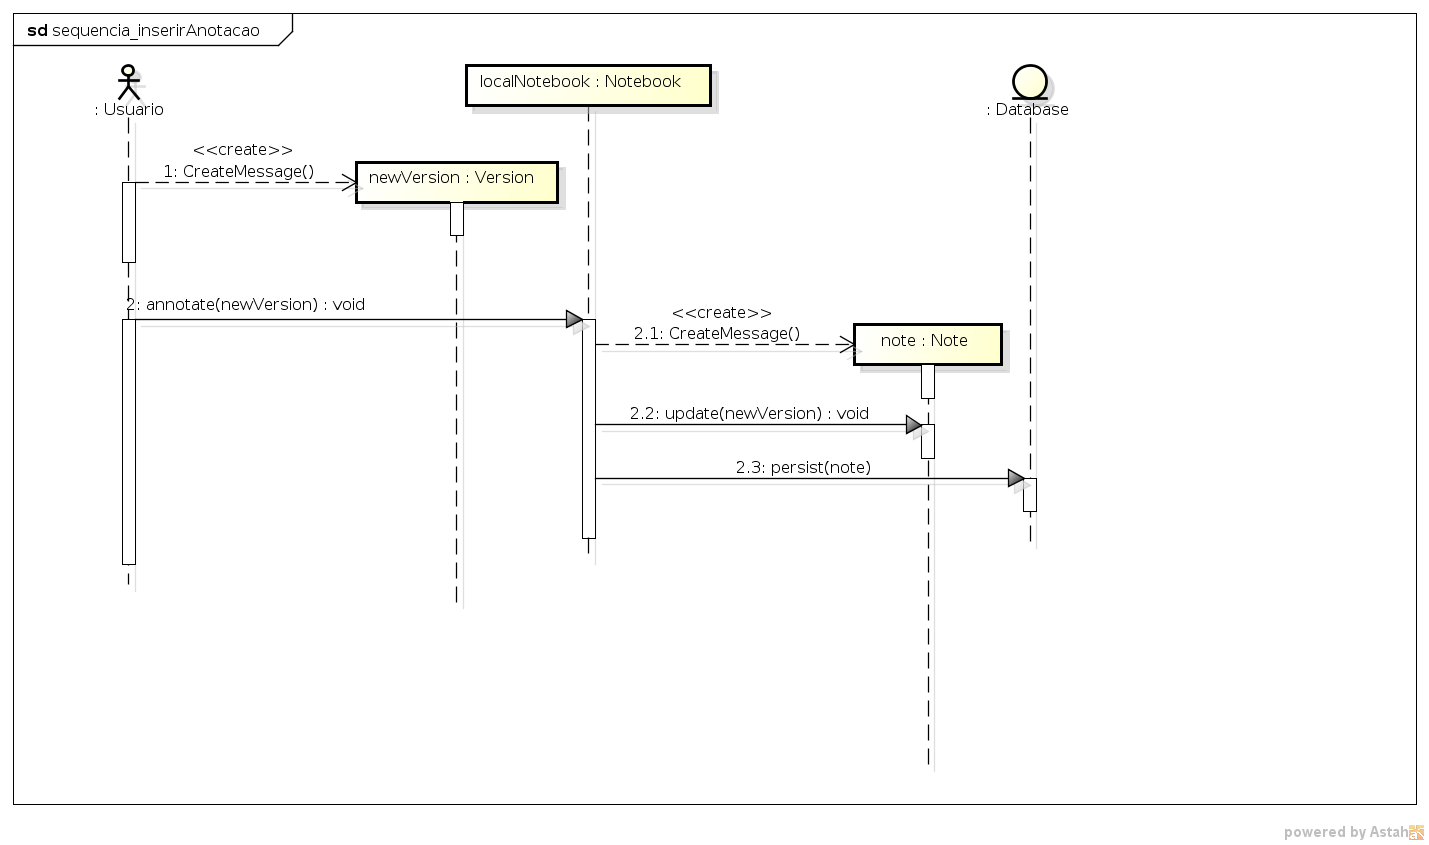 sd sequencia_inserirAnotacao
: Usuario
localNotebook : Notebook
: Database
<<create>>
1: CreateMessage()
newVersion : Version
2: annotate(newVersion) : void
<<create>>
2.1: CreateMessage()
note : Note
2.2: update(newVersion) : void
2.3: persist(note)
powered by Astah